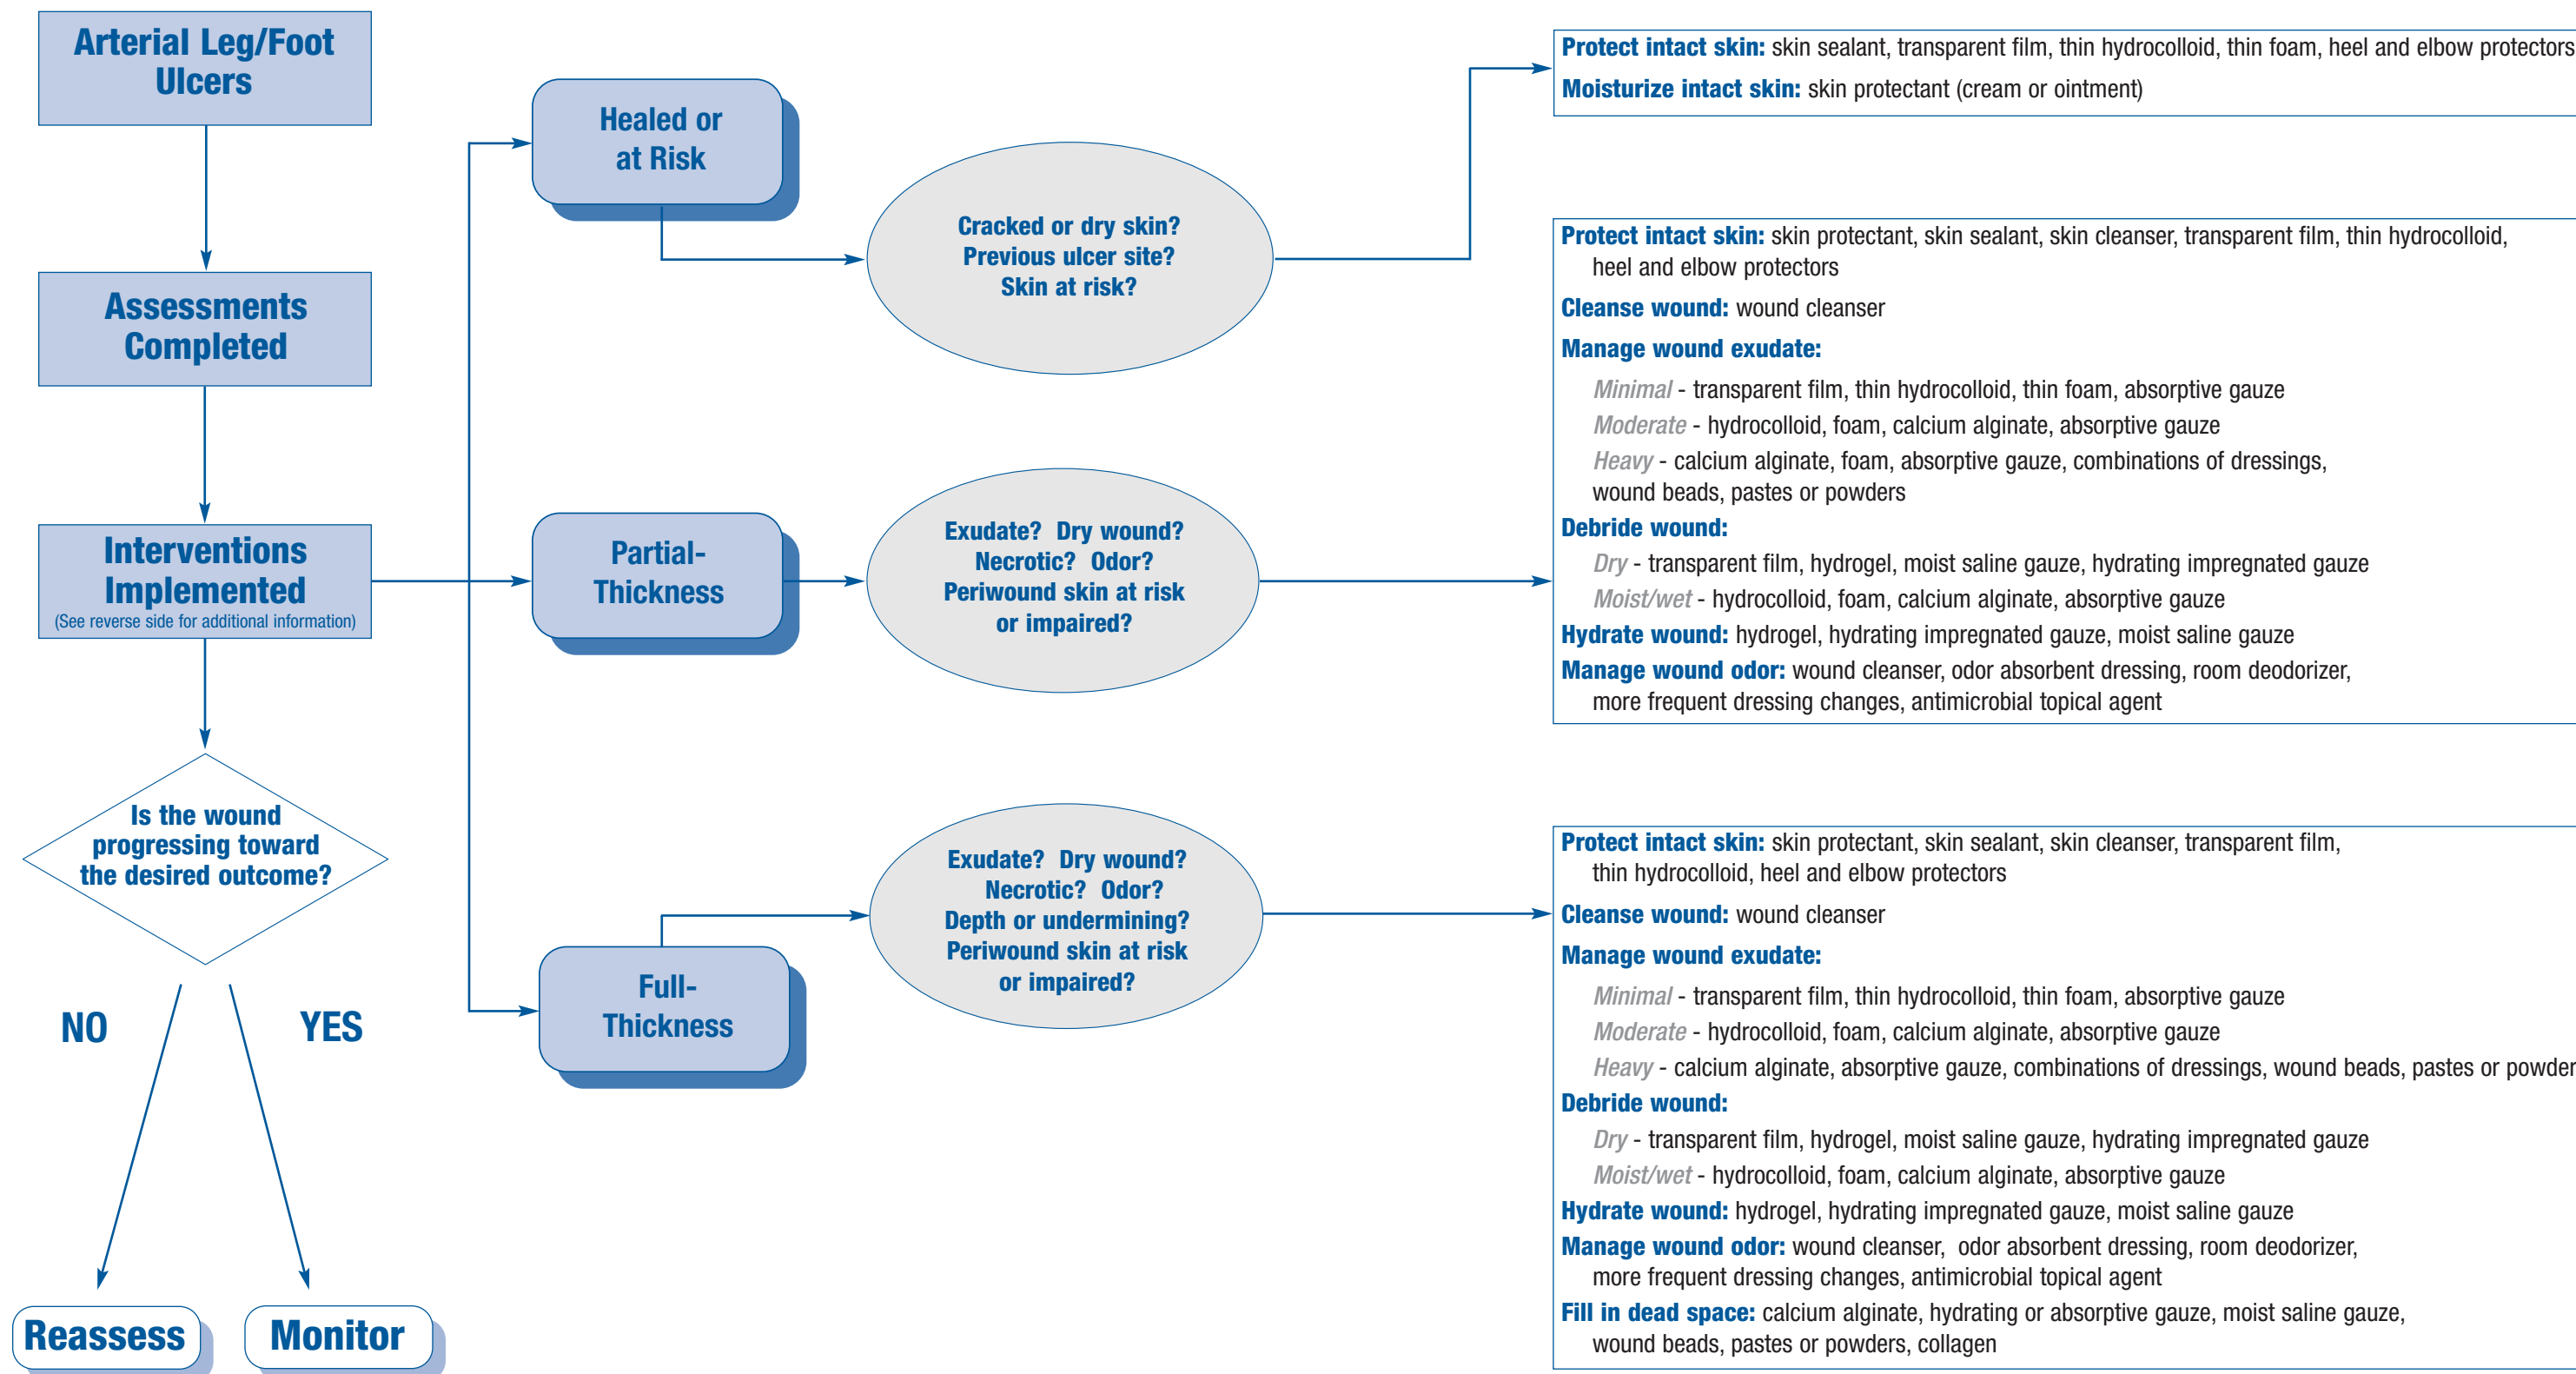 Arterial Leg/Foot
Ulcers
Assessments
Completed
Interventions
Implemented
(See reverse side for additional information)
Is the wound
progressing toward
the desired outcome?
NO
YES
Reassess
Monitor
Healed or
at Risk
Cracked or dry skin?
Previous ulcer site?
Skin at risk?
Protect intact skin: skin sealant, transparent film, thin hydrocolloid, thin foam, heel and elbow protectors
Moisturize intact skin: skin protectant (cream or ointment)
Partial-
Thickness
Exudate? Dry wound?
Necrotic? Odor?
Periwound skin at risk
or impaired?
Protect intact skin: skin protectant, skin sealant, skin cleanser, transparent film, thin hydrocolloid,
heel and elbow protectors
Cleanse wound: wound cleanser
Manage wound exudate:
Minimal - transparent film, thin hydrocolloid, thin foam, absorptive gauze
Moderate - hydrocolloid, foam, calcium alginate, absorptive gauze
Heavy - calcium alginate, foam, absorptive gauze, combinations of dressings,
wound beads, pastes or powders
Debride wound:
Dry - transparent film, hydrogel, moist saline gauze, hydrating impregnated gauze
Moist/wet - hydrocolloid, foam, calcium alginate, absorptive gauze
Hydrate wound: hydrogel, hydrating impregnated gauze, moist saline gauze
Manage wound odor: wound cleanser, odor absorbent dressing, room deodorizer,
more frequent dressing changes, antimicrobial topical agent
Full-
Thickness
Exudate? Dry wound?
Necrotic? Odor?
Depth or undermining?
Periwound skin at risk
or impaired?
Protect intact skin: skin protectant, skin sealant, skin cleanser, transparent film,
thin hydrocolloid, heel and elbow protectors
Cleanse wound: wound cleanser
Manage wound exudate:
Minimal - transparent film, thin hydrocolloid, thin foam, absorptive gauze
Moderate - hydrocolloid, foam, calcium alginate, absorptive gauze
Heavy - calcium alginate, absorptive gauze, combinations of dressings, wound beads, pastes or powder
Debride wound:
Dry - transparent film, hydrogel, moist saline gauze, hydrating impregnated gauze
Moist/wet - hydrocolloid, foam, calcium alginate, absorptive gauze
Hydrate wound: hydrogel, hydrating impregnated gauze, moist saline gauze
Manage wound odor: wound cleanser, odor absorbent dressing, room deodorizer,
more frequent dressing changes, antimicrobial topical agent
Fill in dead space: calcium alginate, hydrating or absorptive gauze, moist saline gauze,
wound beads, pastes or powders, collagen